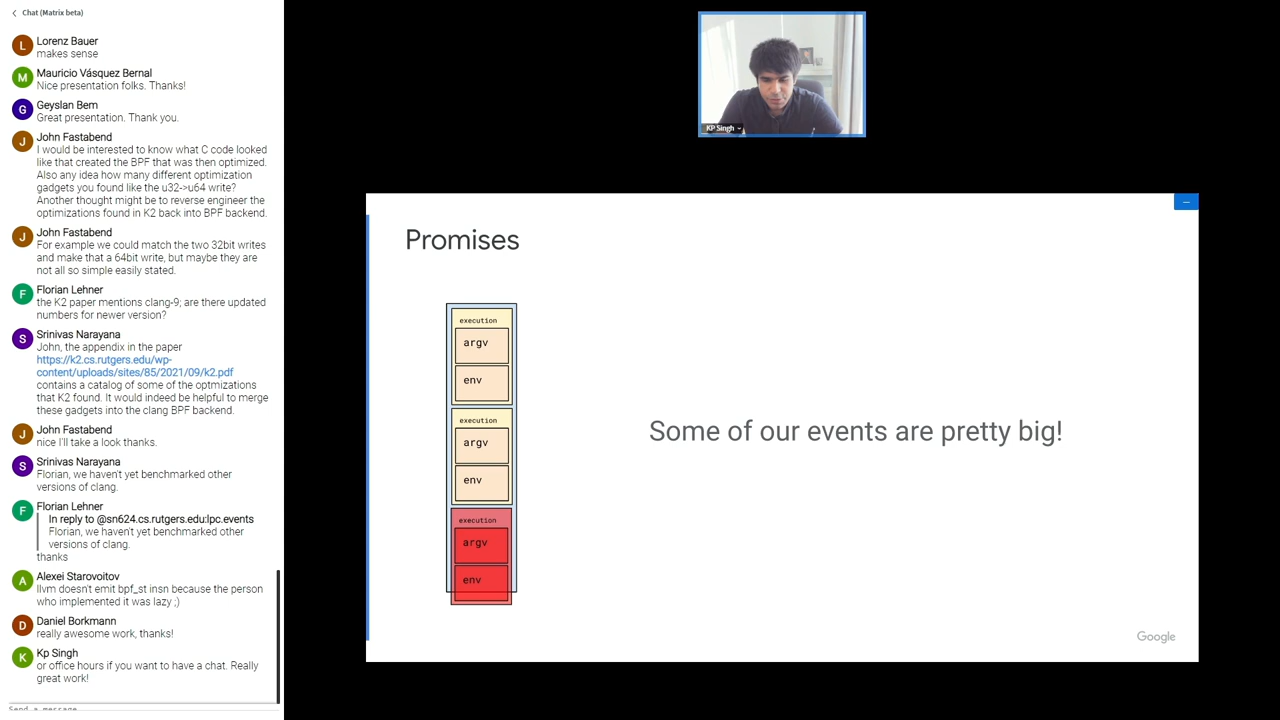 Chat (Matrix beta)
L
Lorenz Bauer
makes sense
M
Mauricio Vásquez Bernal
Nice presentation folks. Thanks!
G
Geyslan Bem
Great presentation. Thank you.
J
John Fastabend
I would be interested to know what C code looked
like that created the BPF that was then optimized.
Also any idea how many different optimization
gadgets you found like the u32->u64 write?
Another thought might be to reverse engineer the
optimizations found in K2 back into BPF backend.
J
John Fastabend
For example we could match the two 32bit writes
and make that a 64bit write, but maybe they are
not all so simple easily stated.
F
Florian Lehner
the K2 paper mentions clang-9; are there updated
numbers for newer version?
S
Srinivas Narayana
John, the appendix in the paper
https://k2.cs.rutgers.edu/wp-
content/uploads/sites/85/2021/09/k2.pdf
contains a catalog of some of the optmizations
that K2 found. It would indeed be helpful to merge
these gadgets into the clang BPF backend.
J
John Fastabend
nice I'll take a look thanks.
S
Srinivas Narayana
Florian, we haven't yet benchmarked other
versions of clang.
F
Florian Lehner
In reply to @sn624.cs.rutgers.edu:lpc.events
Florian, we haven't yet benchmarked other
versions of clang.
thanks
A
Alexei Starovoitov
llvm doesn't emit bpf_st insn because the person
who implemented it was lazy ;)
D
Daniel Borkmann
really awesome work, thanks!
K
Kp Singh
or office hours if you want to have a chat. Really
great work!
Send a message
KP Singh
Promises
execution
argv
env
execution
argv
env
execution
argv
env
Some of our events are pretty big!
Google